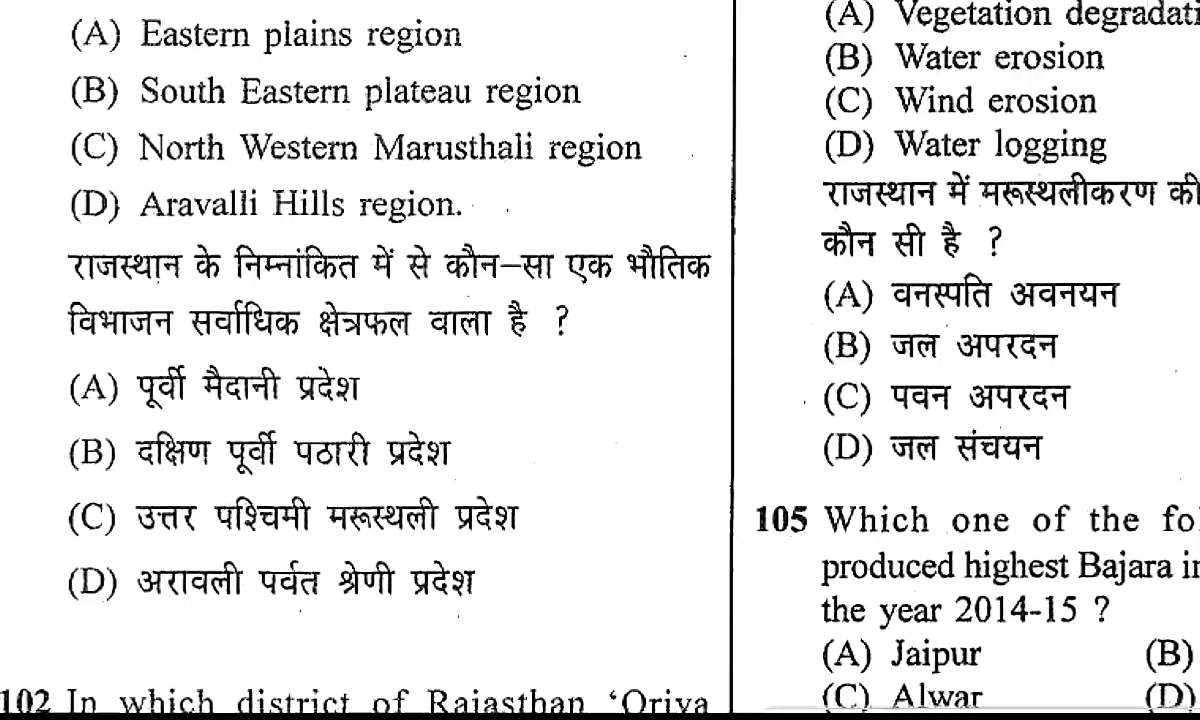 (A) Eastern plains region
(B) South Eastern plateau region
(C) North Western Marusthali region
(D) Aravalli Hills region.
राजस्थान के निम्नांकित में से कौन–सा एक भौतिक
विभाजन सर्वाधिक क्षेत्रफल वाला है ?
(A) पूर्वी मैदानी प्रदेश
(B) दक्षिण पूर्वी पठारी प्रदेश
(C) उत्तर पश्चिमी मरूस्थली प्रदेश
(D) अरावली पर्वत श्रेणी प्रदेश
102 In which district of Rajasthan ‘Oriya
(A) Vegetation degradati
(B) Water erosion
(C) Wind erosion
(D) Water logging
राजस्थान में मरूस्थलीकरण की
कौन सी है ?
(A) वनस्पति अवनयन
(B) जल अपरदन
(C) पवन अपरदन
(D) जल संचयन
105 Which one of the fo
produced highest Bajara in
the year 2014-15 ?
(A) Jaipur (B)
(C) Alwar (D)